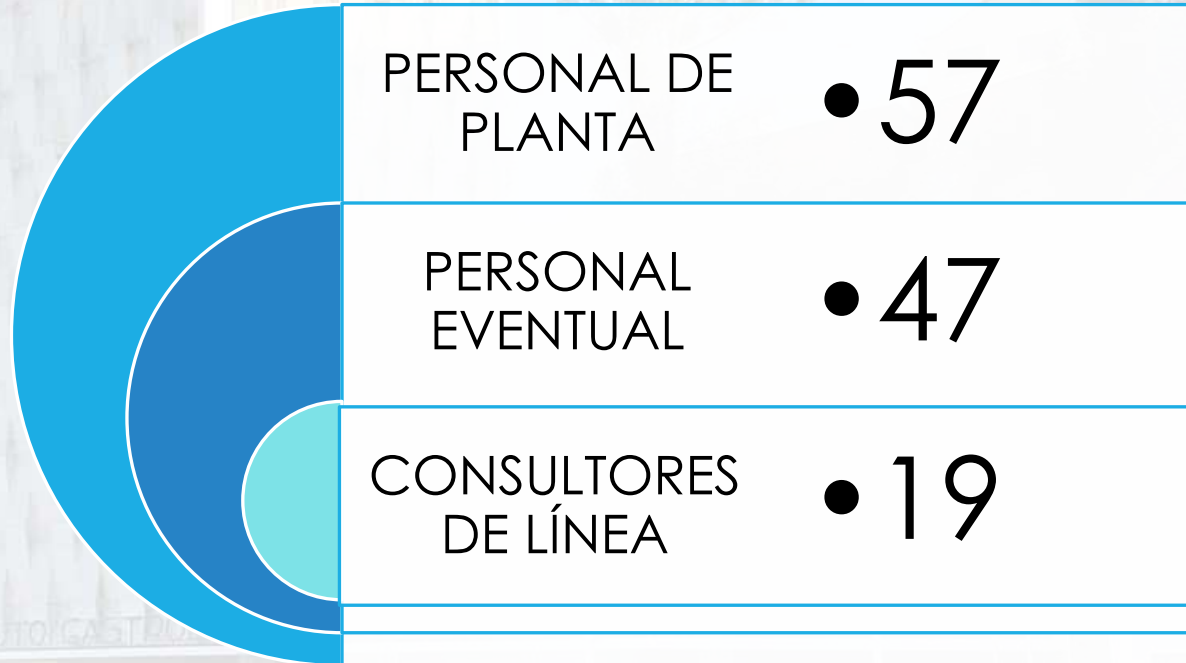 PERSONAL DE
PLANTA
• 57
PERSONAL
EVENTUAL
• 47
CONSULTORES
DE LÍNEA
• 19